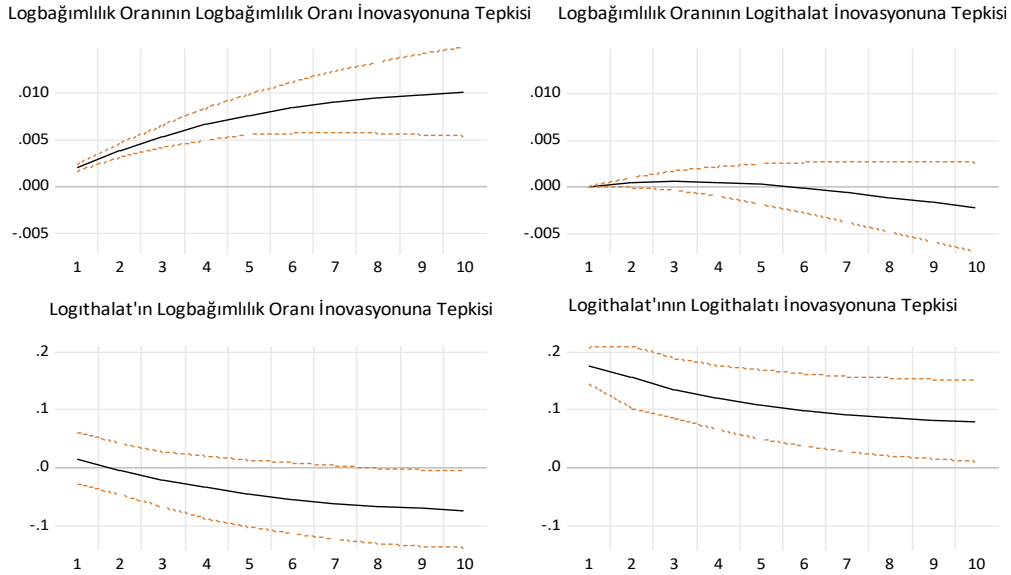 Logbağımlılık Oranının Logbağımlılık Oranı İnovasyonuna Tepkisi
.010
.005
.000
-.005
1 2 3 4 5 6 7 8 9 10
Logbağımlılık Oranının Logithalat İnovasyonuna Tepkisi
.010
.005
.000
-.005
1 2 3 4 5 6 7 8 9 10
Logıthalat'ın Logbağımlılık Oranı İnovasyonuna Tepkisi
.2
.1
.0
-.1
1 2 3 4 5 6 7 8 9 10
Logithalat'ının Logithalatı İnovasyonuna Tepkisi
.2
.1
.0
-.1
1 2 3 4 5 6 7 8 9 10